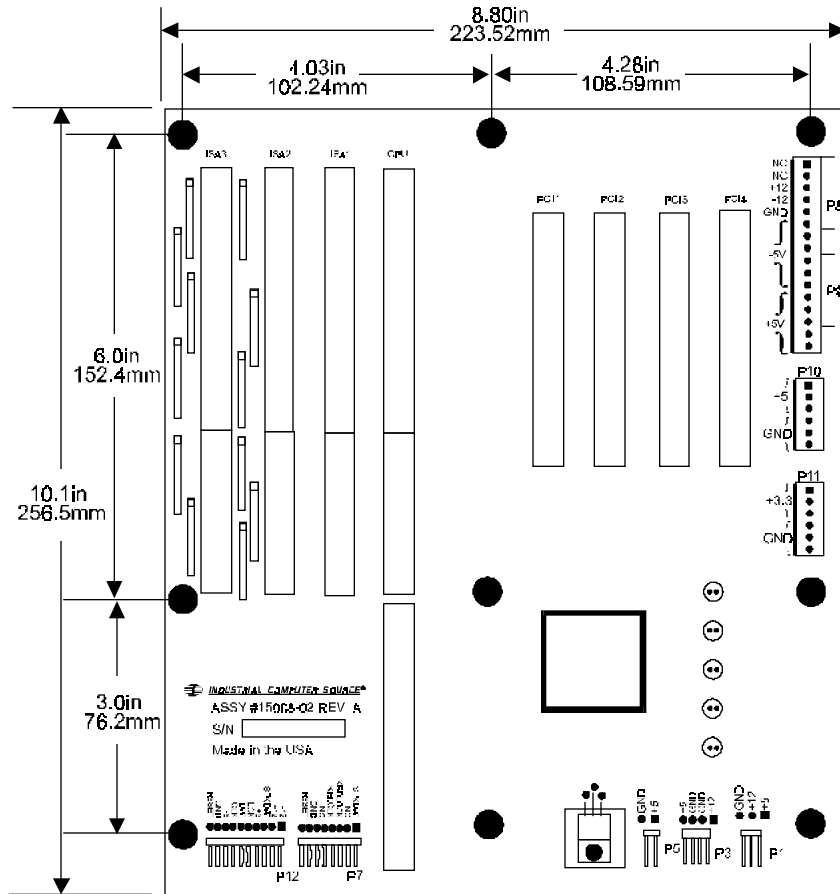 8.80in
223.52mm
4.03in
102.24mm
4.28in
108.59mm
ISA3 ISA2 ISA1 CPU
PCI1 PCI2 PCI3 PCI4
NC
NC
+12
-12
GND
-5V
+5V
P8
6.0in
152.4mm
P10
+5
GND
10.1in
256.5mm
P11
+3.3
GND
3.0in
76.2mm
INDUSTRIAL COMPUTER SOURCE®
REV A
ASSY
S/N
Made in the USA
GND +5
GND GND +12
GND +12 +5
P12 P7
P5 P3 P1